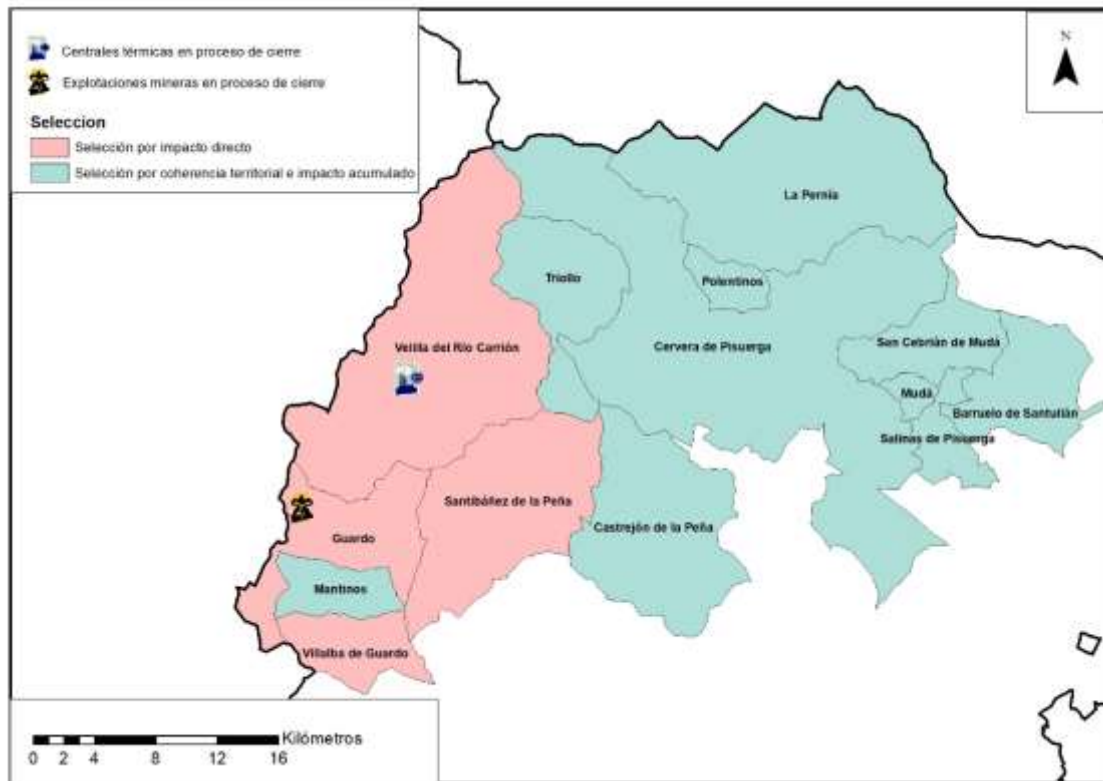 Centrales térmicas en proceso de cierre
Explotaciones mineras en proceso de cierre
Seleccion
Selección por impacto directo
Selección por coherencia territorial e impacto acumulado
N
La Pernía
Triollo
Polentinos
Velilla del Río Carrión
Cervera de Pisuerga
San Cebrián de Mudá
Mudá
Barruelo de Santullán
Salinas de Pisuerga
Santibáñez de la Peña
Castrejón de la Peña
Guardo
Mantinos
Villalba de Guardo
Kilómetros
0 2 4 8 12 16